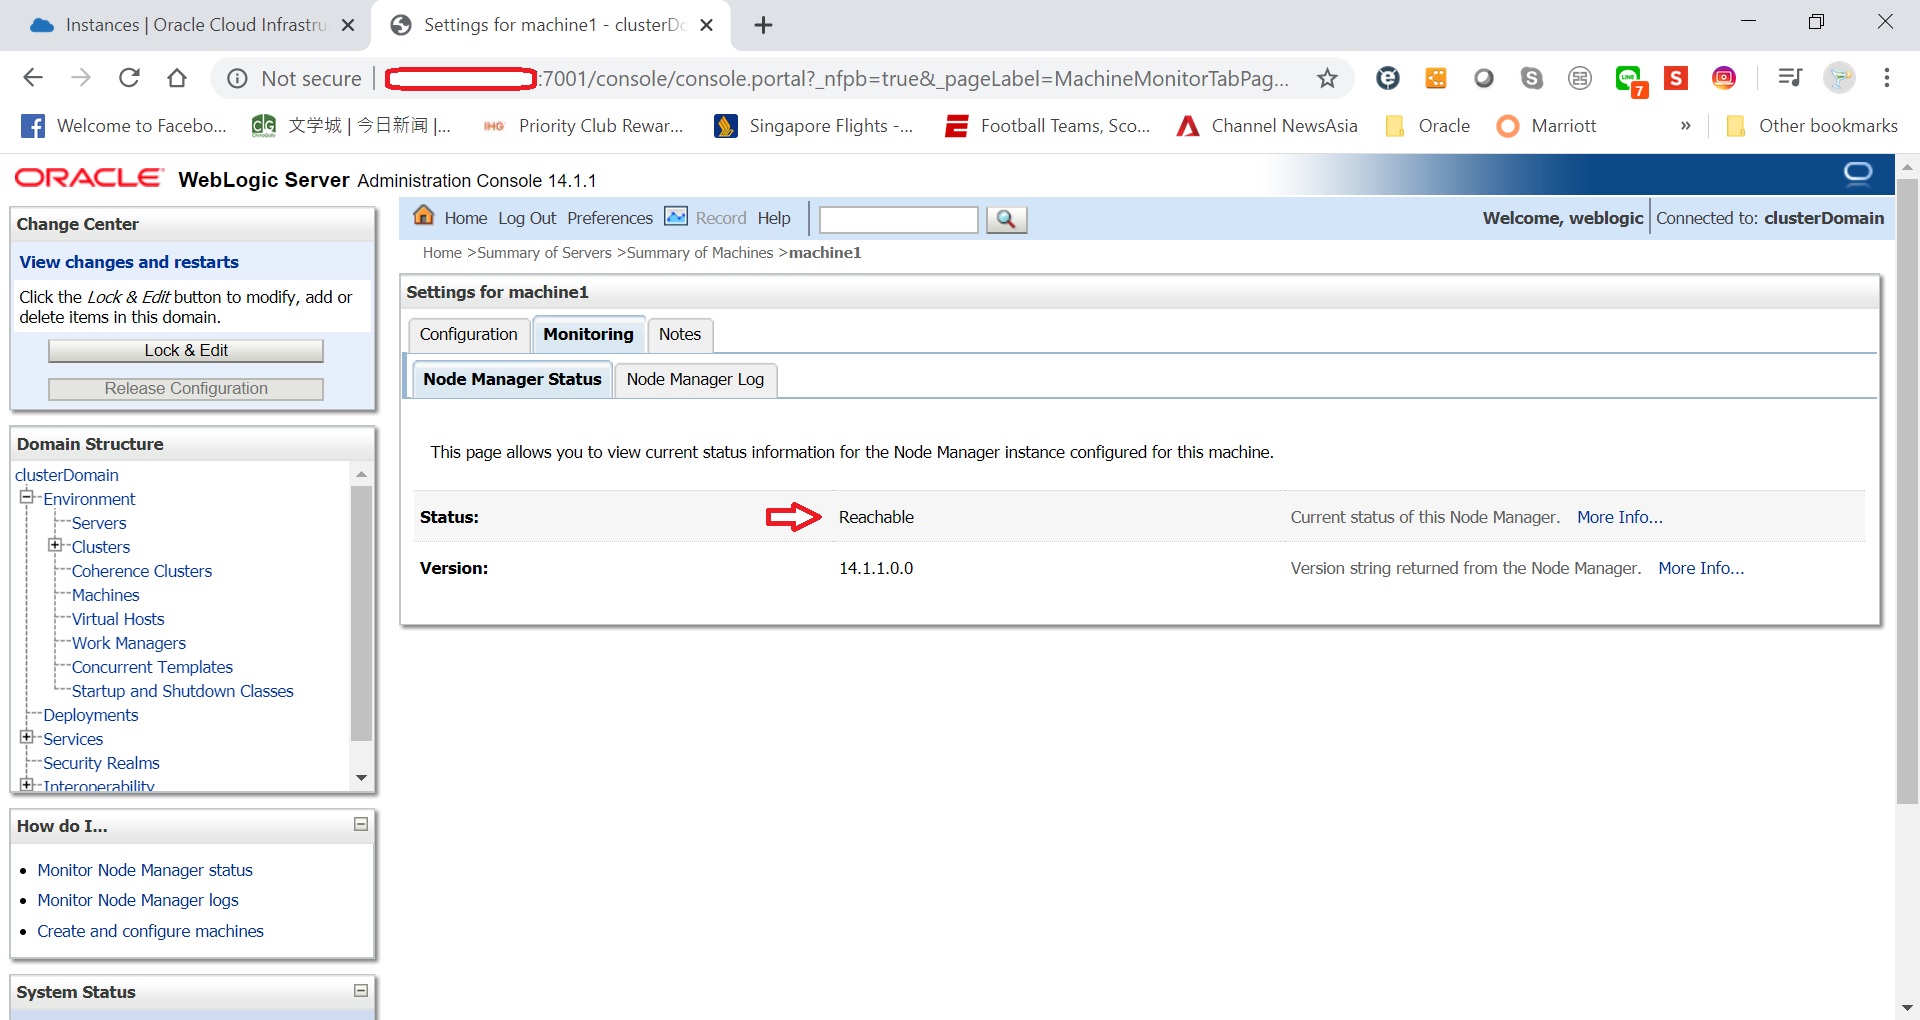 Instances | Oracle Cloud Infrastru
Settings for machine1 - clusterDo
Not secure
:7001/console/console.portal?_nfpb=true&_pageLabel=MachineMonitorTabPag...
7
S
Welcome to Facebo...
CG
文学城 | 今日新闻 |...
IHG
Priority Club Rewar...
Singapore Flights -...
Football Teams, Sco...
Channel NewsAsia
Oracle
Marriott
»
Other bookmarks
ORACLE WebLogic Server Administration Console 14.1.1
Change Center
View changes and restarts
Click the Lock & Edit button to modify, add or
delete items in this domain.
Lock & Edit
Release Configuration
Domain Structure
clusterDomain
Environment
Servers
Clusters
Coherence Clusters
Machines
Virtual Hosts
Work Managers
Concurrent Templates
Startup and Shutdown Classes
Deployments
Services
Security Realms
Interoperability
How do I...
Monitor Node Manager status
Monitor Node Manager logs
Create and configure machines
System Status
Home Log Out Preferences Record Help
Welcome, weblogic
Connected to: clusterDomain
Home >Summary of Servers >Summary of Machines >machine1
Settings for machine1
Configuration Monitoring Notes
Node Manager Status Node Manager Log
This page allows you to view current status information for the Node Manager instance configured for this machine.
Status: Reachable Current status of this Node Manager. More Info...
Version: 14.1.1.0.0 Version string returned from the Node Manager. More Info...